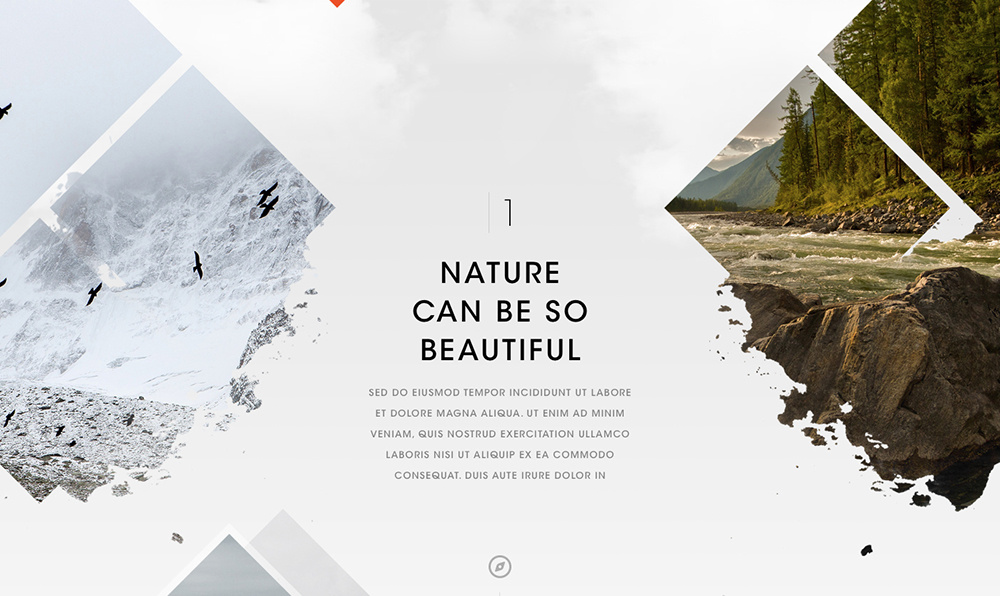 1
NATURE
CAN BE SO
BEAUTIFUL
SED DO EIUSMOD TEMPOR INCIDIDUNT UT LABORE
ET DOLORE MAGNA ALIQUA. UT ENIM AD MINIM
VENIAM, QUIS NOSTRUD EXERCITATION ULLAMCO
LABORIS NISI UT ALIQUIP EX EA COMMODO
CONSEQUAT. DUIS AUTE IRURE DOLOR IN